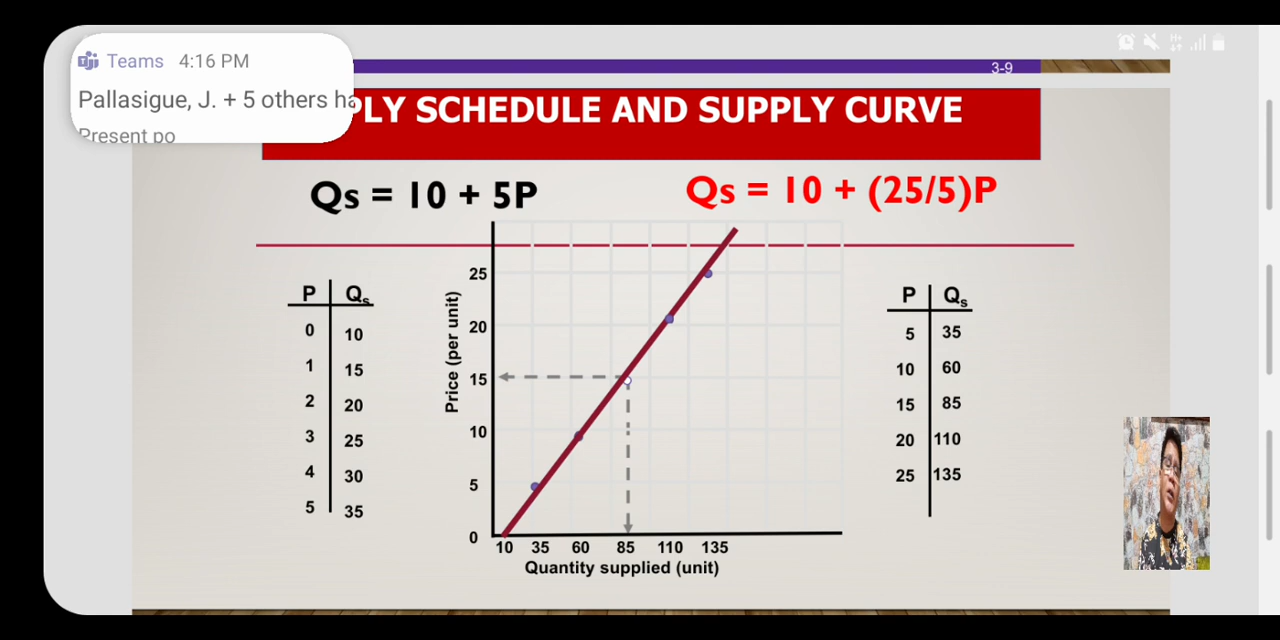 Teams 4:16 PM
Pallasigue, J. + 5 others ha
Present po
3-9
PLY SCHEDULE AND SUPPLY CURVE
Qs = 10 + 5P
Qs = 10 + (25/5)P
P Qs
0 10
1 15
2 20
3 25
4 30
5 35
Price (per unit)
25
20
15
10
5
0
10 35 60 85 110 135
Quantity supplied (unit)
P Qs
5 35
10 60
15 85
20 110
25 135